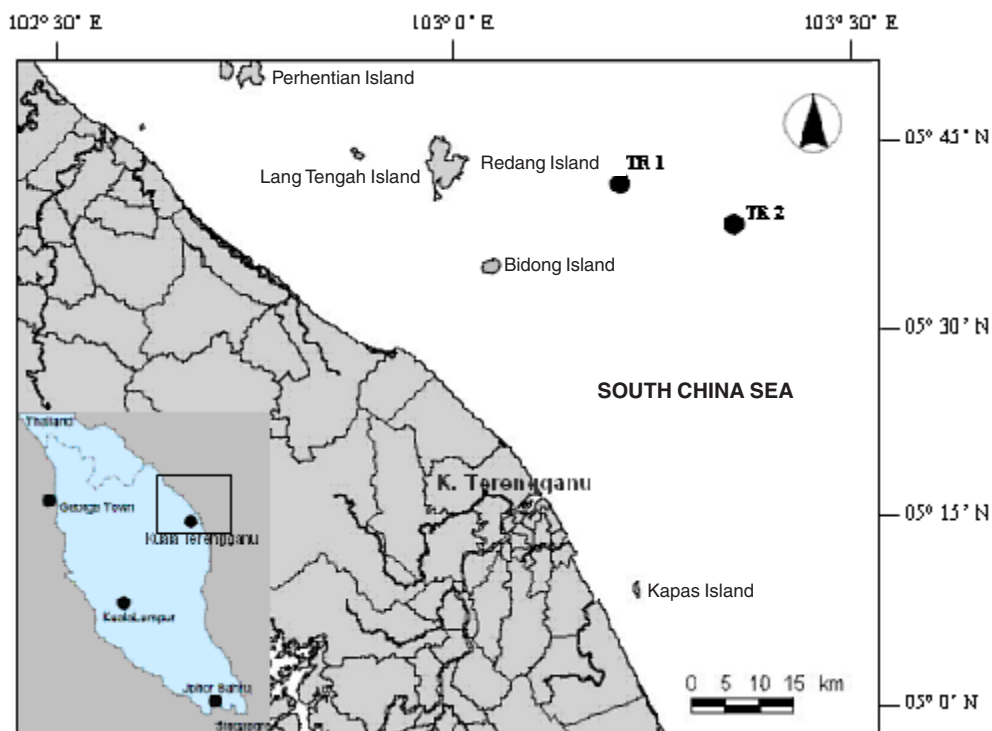 102° 30' E
103° 0' E
103° 30' E
Perhentian Island
05° 45' N
Redang Island
TR 1
Lang Tengah Island
TR 2
Bidong Island
05° 30' N
SOUTH CHINA SEA
Thailand
K. Terengganu
George Town
05° 15' N
Kuala Terengganu
Kapas Island
Kuala Lumpur
Johor Bahru
0 5 10 15 km
05° 0' N
Singapore